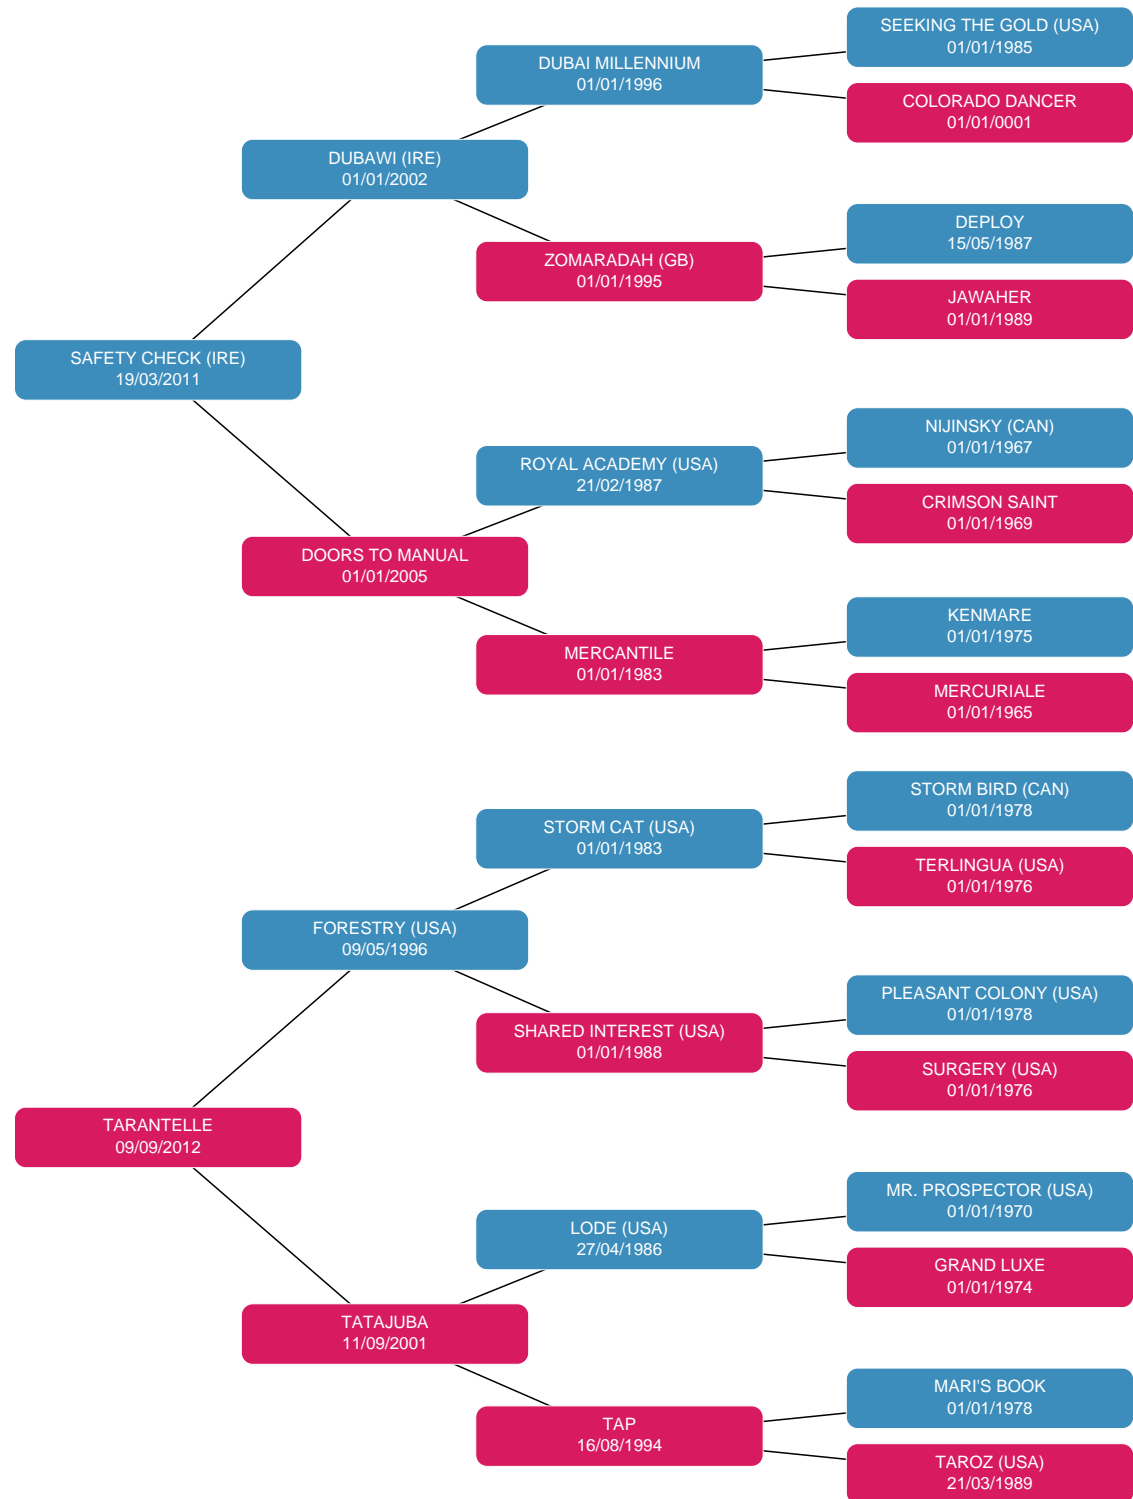 SEEKING THE GOLD (USA)
01/01/1985
DUBAI MILLENNIUM
01/01/1996
COLORADO DANCER
01/01/0001
DUBAWI (IRE)
01/01/2002
DEPLOY
15/05/1987
ZOMARADAH (GB)
01/01/1995
JAWAHER
01/01/1989
SAFETY CHECK (IRE)
19/03/2011
NIJINSKY (CAN)
01/01/1967
ROYAL ACADEMY (USA)
21/02/1987
CRIMSON SAINT
01/01/1969
DOORS TO MANUAL
01/01/2005
KENMARE
01/01/1975
MERCANTILE
01/01/1983
MERCURIALE
01/01/1965
STORM BIRD (CAN)
01/01/1978
STORM CAT (USA)
01/01/1983
TERLINGUA (USA)
01/01/1976
FORESTRY (USA)
09/05/1996
PLEASANT COLONY (USA)
01/01/1978
SHARED INTEREST (USA)
01/01/1988
SURGERY (USA)
01/01/1976
TARANTELLE
09/09/2012
MR. PROSPECTOR (USA)
01/01/1970
LODE (USA)
27/04/1986
GRAND LUXE
01/01/1974
TATAJUBA
11/09/2001
MARI'S BOOK
01/01/1978
TAP
16/08/1994
TAROZ (USA)
21/03/1989